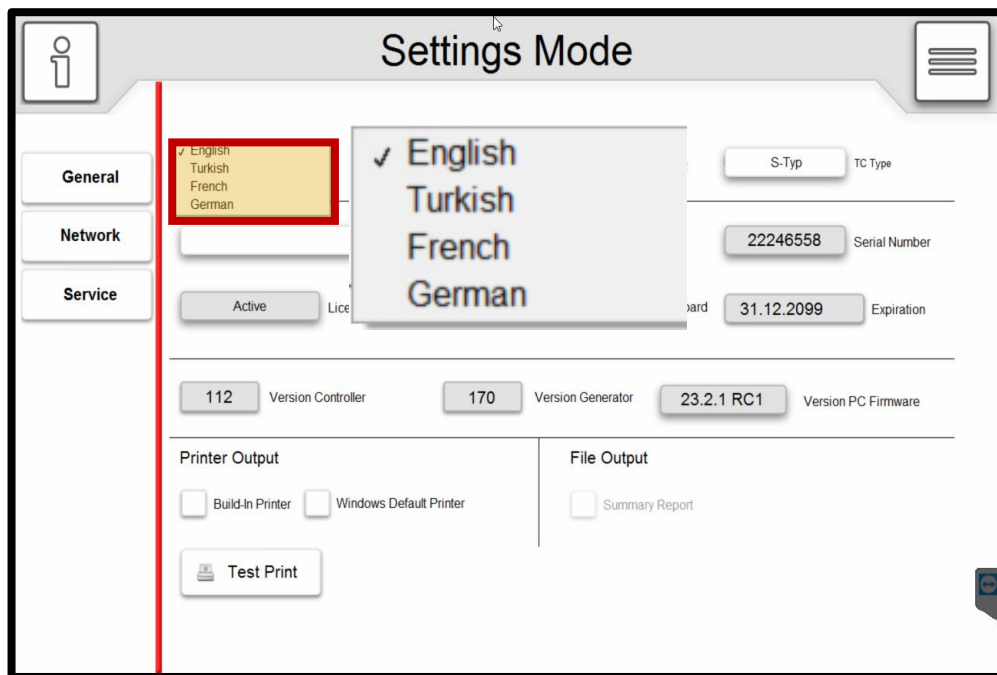 Settings Mode
General
Network
Service
✓ English
Turkish
French
German
✓ English
Turkish
French
German
S-Typ TC Type
22246558 Serial Number
Active
31.12.2099 Expiration
112 Version Controller 170 Version Generator 23.2.1 RC1 Version PC Firmware
Printer Output
Build-In Printer Windows Default Printer
Test Print
File Output
Summary Report